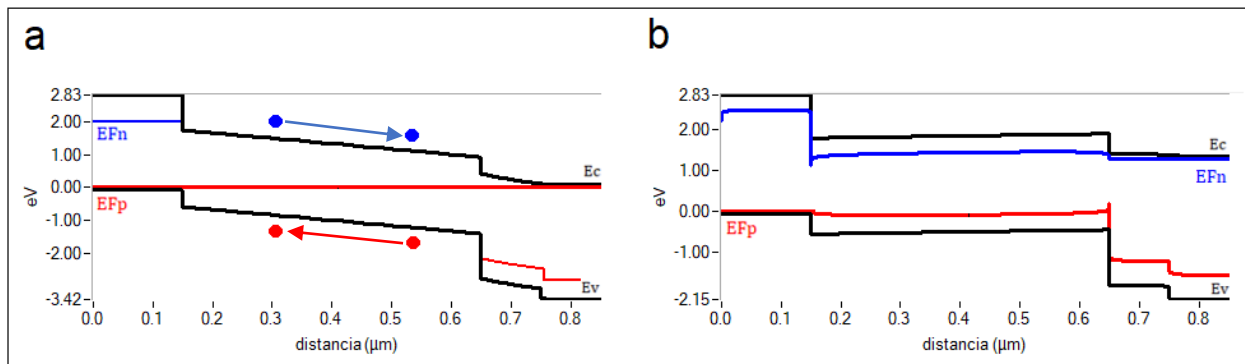 a
2.83
2.00
1.00
0.00
-1.00
-2.00
-3.42
eV
EFn
EFp
Ec
Ev
0.0 0.1 0.2 0.3 0.4 0.5 0.6 0.7 0.8
distancia (µm)
b
2.83
2.00
1.00
0.00
-1.00
-2.15
eV
Ec
EFn
EFp
Ev
0.0 0.1 0.2 0.3 0.4 0.5 0.6 0.7 0.8
distancia (µm)